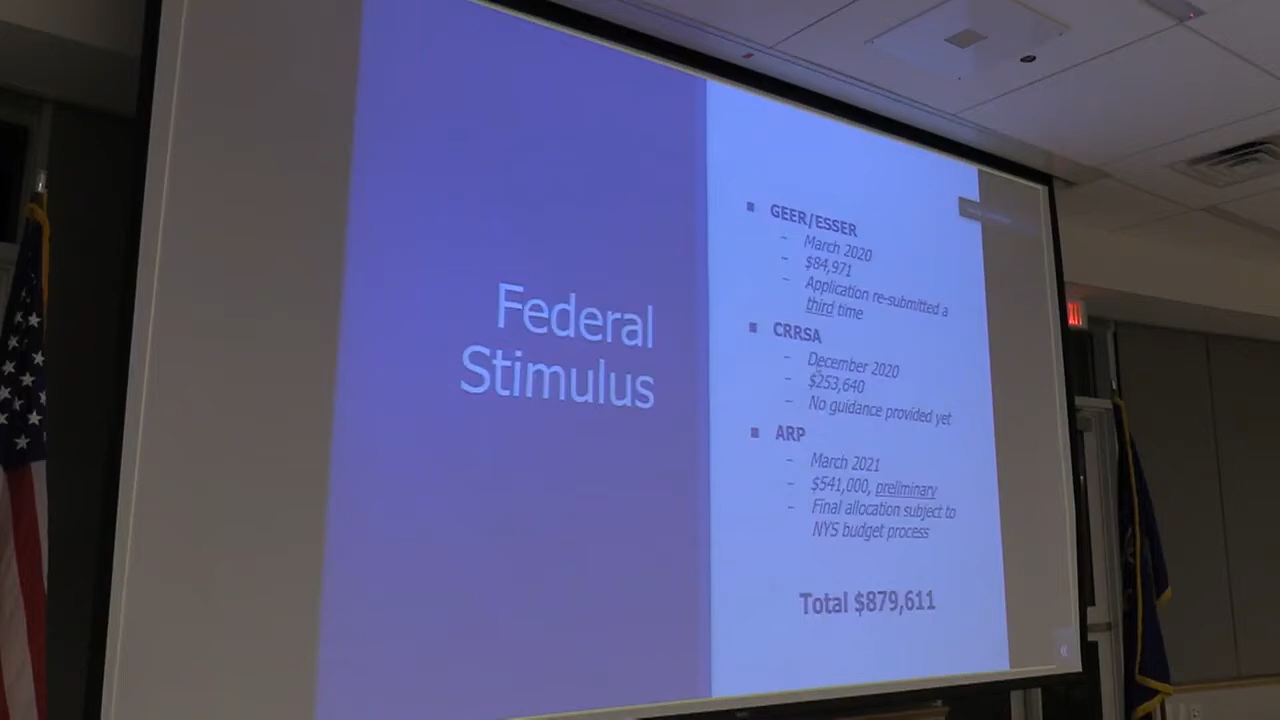 Federal
Stimulus
■ GEER/ESSER
– March 2020
– $84,971
– Application re-submitted a
third time
■ CRRSA
– December 2020
– $253,640
– No guidance provided yet
■ ARP
– March 2021
– $541,000, preliminary
– Final allocation subject to
NYS budget process
Total $879,611